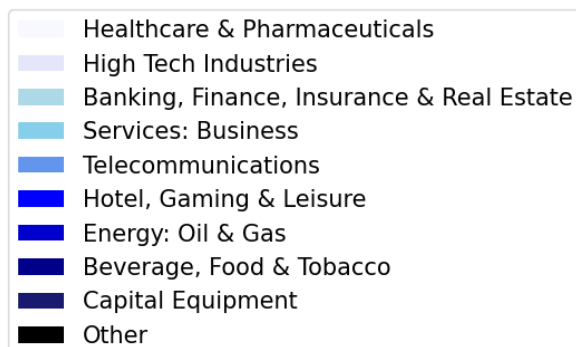 Healthcare & Pharmaceuticals
High Tech Industries
Banking, Finance, Insurance & Real Estate
Services: Business
Telecommunications
Hotel, Gaming & Leisure
Energy: Oil & Gas
Beverage, Food & Tobacco
Capital Equipment
Other